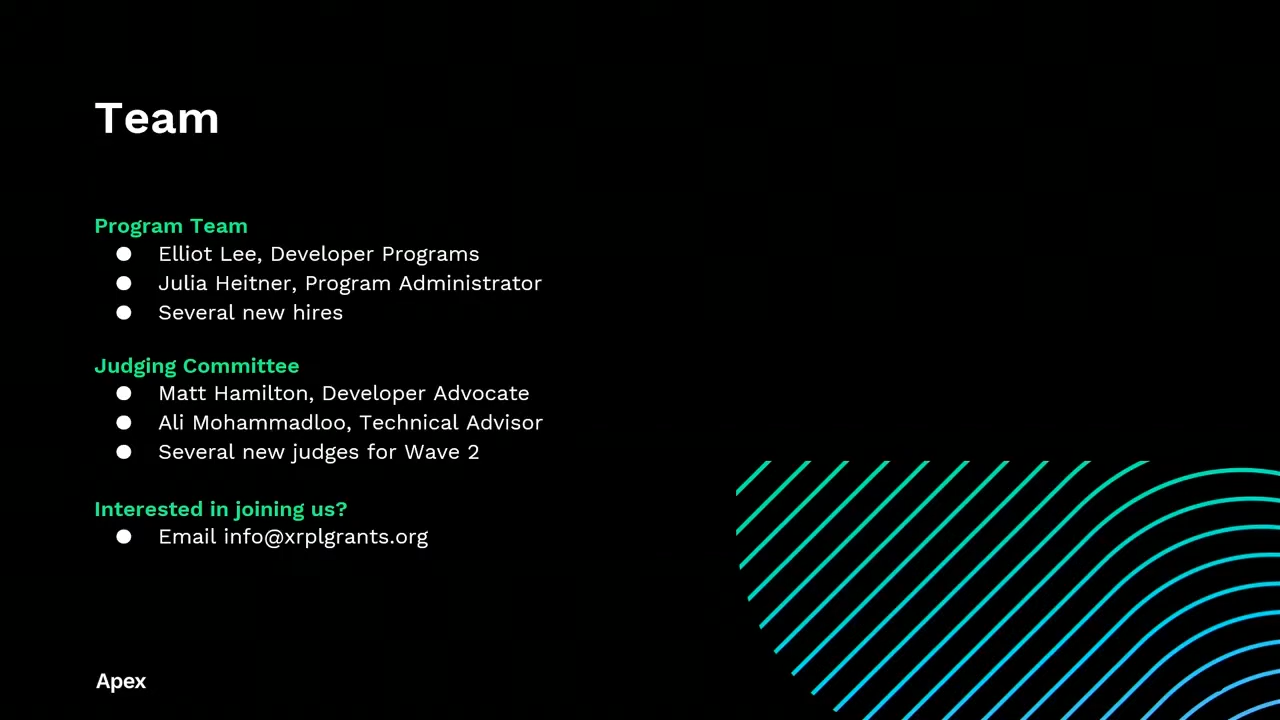 Team
Program Team
● Elliot Lee, Developer Programs
● Julia Heitner, Program Administrator
● Several new hires
Judging Committee
● Matt Hamilton, Developer Advocate
● Ali Mohammadloo, Technical Advisor
● Several new judges for Wave 2
Interested in joining us?
● Email info@xrplgrants.org
Apex